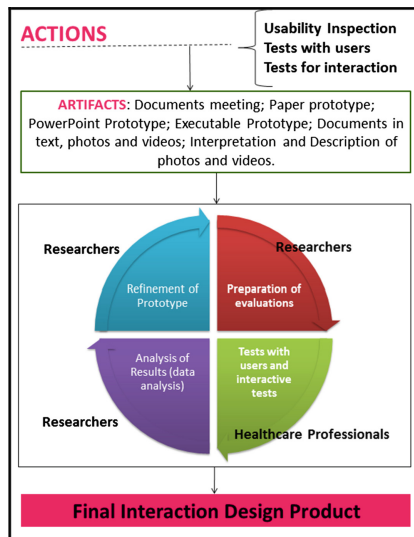 ACTIONS
Usability Inspection
Tests with users
Tests for interaction
ARTIFACTS: Documents meeting; Paper prototype;
PowerPoint Prototype; Executable Prototype; Documents in
text, photos and videos; Interpretation and Description of
photos and videos.
Researchers
Researchers
Refinement of
Prototype
Preparation of
evaluations
Analysis of
Results (data
analysis)
Tests with
users and
interactive
tests
Researchers
Healthcare Professionals
Final Interaction Design Product